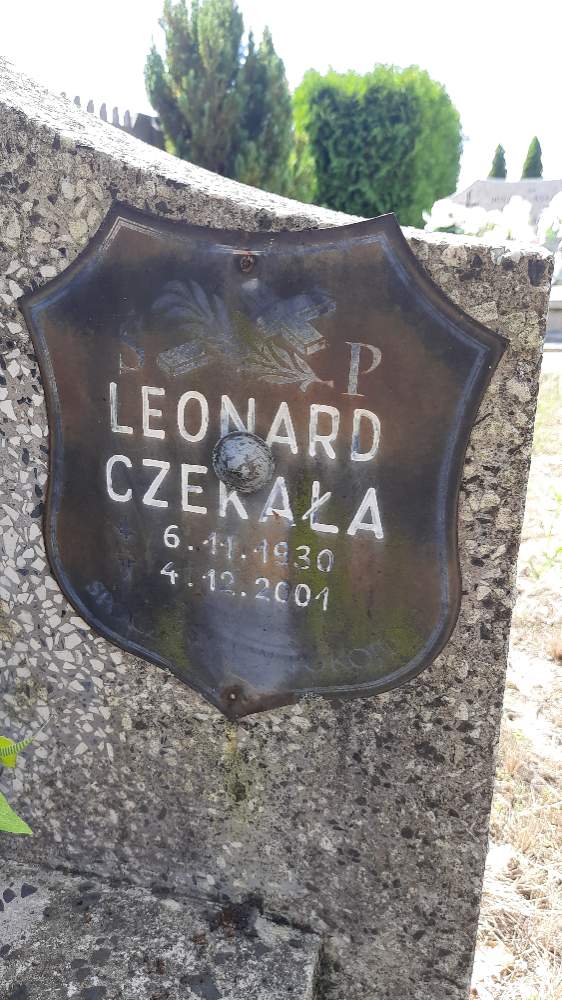 Ś P
LEONARD
CZEKAŁA
6.11.1930
4.12.2001